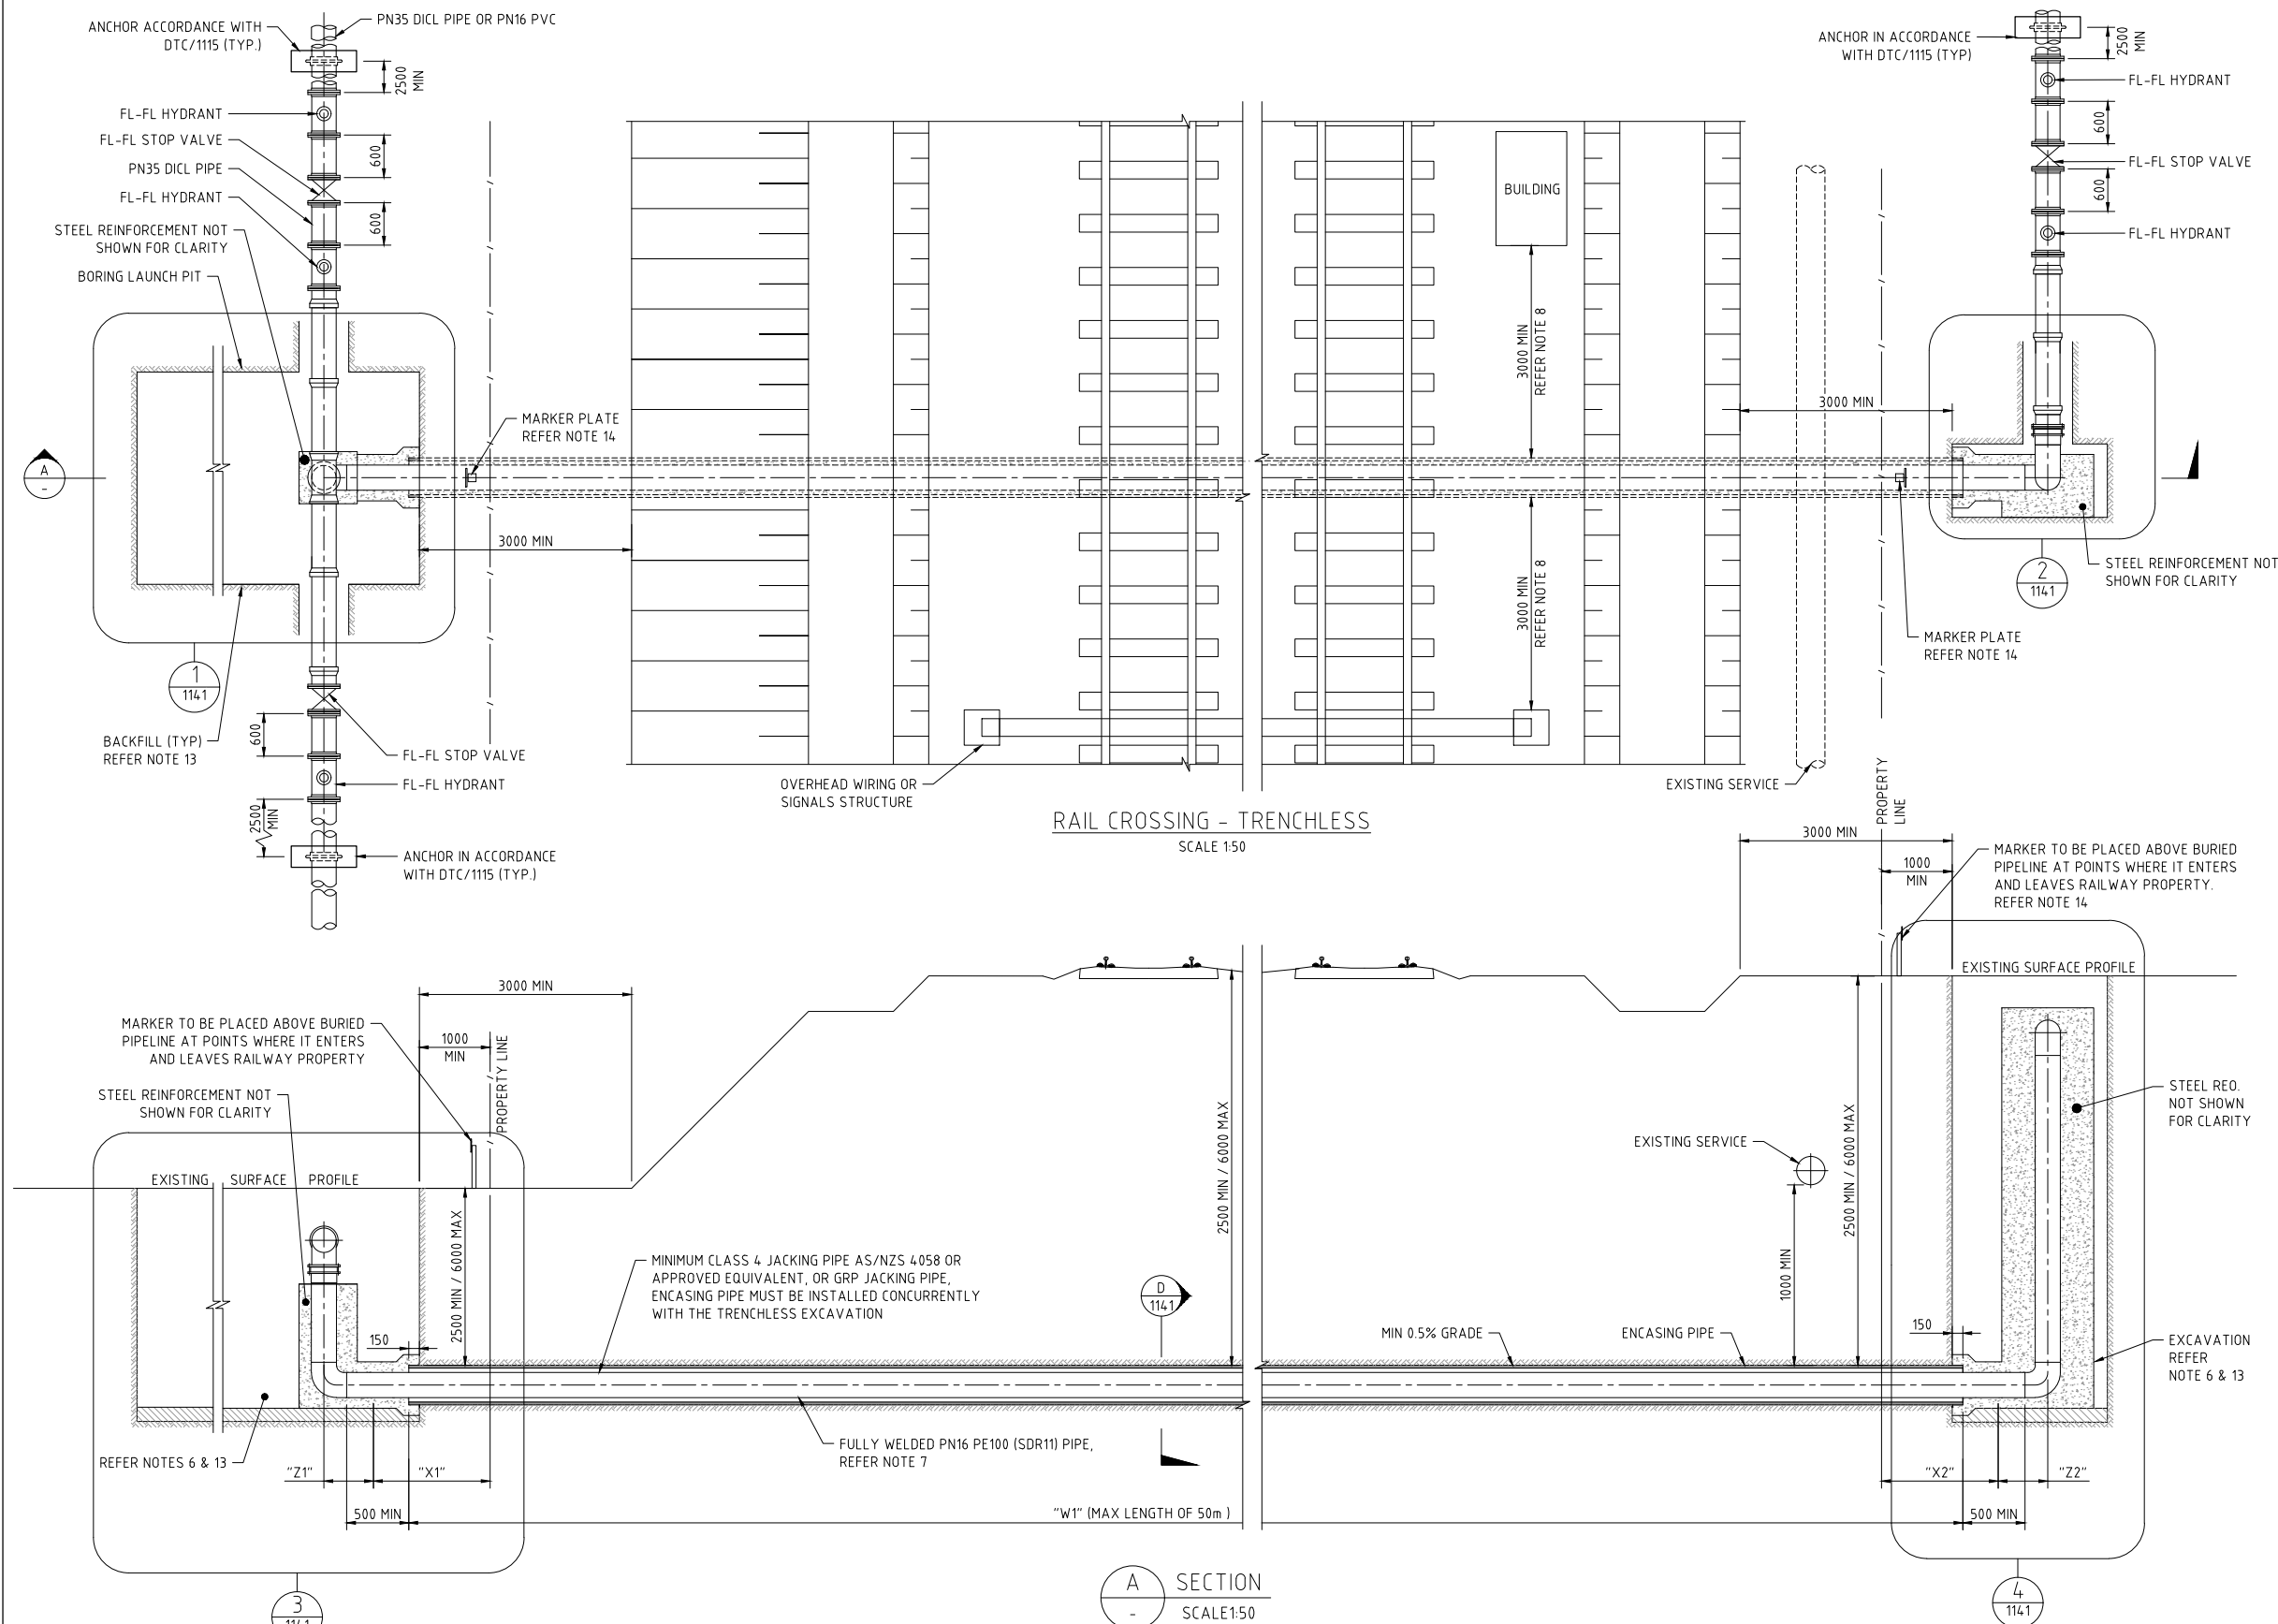 ANCHOR ACCORDANCE WITH
DTC/1115 (TYP.)
PN35 DICL PIPE OR PN16 PVC
2500
MIN
FL-FL HYDRANT
FL-FL STOP VALVE
PN35 DICL PIPE
FL-FL HYDRANT
600
600
STEEL REINFORCEMENT NOT
SHOWN FOR CLARITY
BORING LAUNCH PIT
A
-
MARKER PLATE
REFER NOTE 14
3000 MIN
1
1141
BACKFILL (TYP)
REFER NOTE 13
600
FL-FL STOP VALVE
FL-FL HYDRANT
2500
MIN
ANCHOR IN ACCORDANCE
WITH DTC/1115 (TYP.)
BUILDING
3000 MIN
REFER NOTE 8
3000 MIN
REFER NOTE 8
OVERHEAD WIRING OR
SIGNALS STRUCTURE
EXISTING SERVICE
ANCHOR IN ACCORDANCE
WITH DTC/1115 (TYP)
2500
MIN
FL-FL HYDRANT
600
FL-FL STOP VALVE
600
FL-FL HYDRANT
3000 MIN
STEEL REINFORCEMENT NOT
SHOWN FOR CLARITY
2
1141
MARKER PLATE
REFER NOTE 14
PROPERTY
LINE
RAIL CROSSING - TRENCHLESS
SCALE 1:50
3000 MIN
1000
MIN
MARKER TO BE PLACED ABOVE BURIED
PIPELINE AT POINTS WHERE IT ENTERS
AND LEAVES RAILWAY PROPERTY.
REFER NOTE 14
EXISTING SURFACE PROFILE
3000 MIN
MARKER TO BE PLACED ABOVE BURIED
PIPELINE AT POINTS WHERE IT ENTERS
AND LEAVES RAILWAY PROPERTY
1000
MIN
PROPERTY LINE
STEEL REINFORCEMENT NOT
SHOWN FOR CLARITY
EXISTING SURFACE PROFILE
2500 MIN / 6000 MAX
150
MINIMUM CLASS 4 JACKING PIPE AS/NZS 4058 OR
APPROVED EQUIVALENT, OR GRP JACKING PIPE,
ENCASING PIPE MUST BE INSTALLED CONCURRENTLY
WITH THE TRENCHLESS EXCAVATION
2500 MIN / 6000 MAX
D
1141
EXISTING SERVICE
1000 MIN
2500 MIN / 6000 MAX
STEEL REO.
NOT SHOWN
FOR CLARITY
MIN 0.5% GRADE
ENCASING PIPE
150
EXCAVATION
REFER
NOTE 6 & 13
REFER NOTES 6 & 13
FULLY WELDED PN16 PE100 (SDR11) PIPE,
REFER NOTE 7
"Z1"
"X1"
"X2"
"Z2"
500 MIN
"W1" (MAX LENGTH OF 50m )
500 MIN
3
1141
A
-
SECTION
SCALE1:50
4
1141